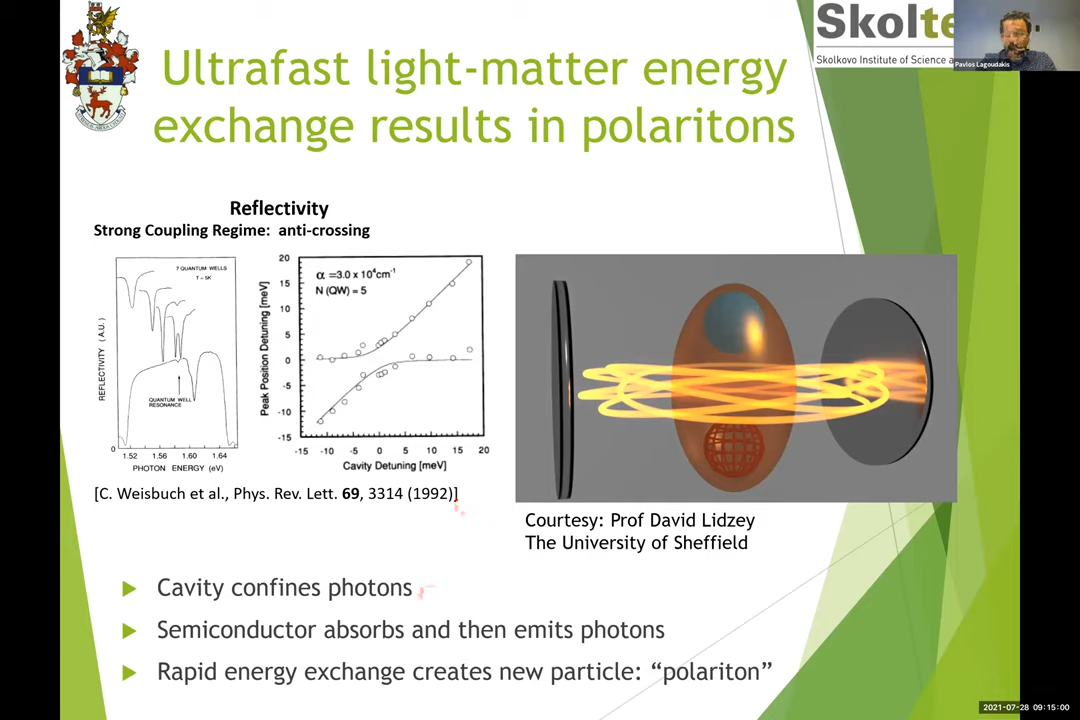 Skolte
Skolkovo Institute of Science a
Pavlos Lagoudakis
Ultrafast light-matter energy
exchange results in polaritons
Reflectivity
Strong Coupling Regime: anti-crossing
7 QUANTUM WELLS
T = 5K
REFLECTIVITY (A.U.)
QUANTUM WELL
RESONANCE
0
1.52 1.56 1.60 1.64
PHOTON ENERGY (eV)
α =3.0 x 10⁴cm⁻¹
N (QW) = 5
Peak Position Detuning [meV]
20
15
10
5
0
-5
-10
-15
-15 -10 -5 0 5 10 15 20
Cavity Detuning [meV]
[C. Weisbuch et al., Phys. Rev. Lett. 69, 3314 (1992)]
Courtesy: Prof David Lidzey
The University of Sheffield
Cavity confines photons
Semiconductor absorbs and then emits photons
Rapid energy exchange creates new particle: “polariton”
2021-07-28 09:15:00